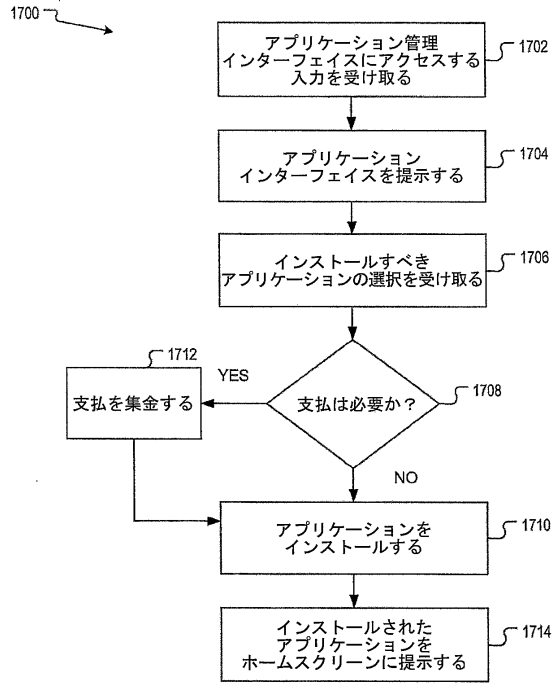 1700
アプリケーション管理
インターフェイスにアクセスする
入力を受け取る
1702
アプリケーション
インターフェイスを提示する
1704
インストールすべき
アプリケーションの選択を受け取る
1706
支払は必要か？
1708
YES
1712
支払を集金する
NO
アプリケーションを
インストールする
1710
インストールされた
アプリケーションを
ホームスクリーンに提示する
1714